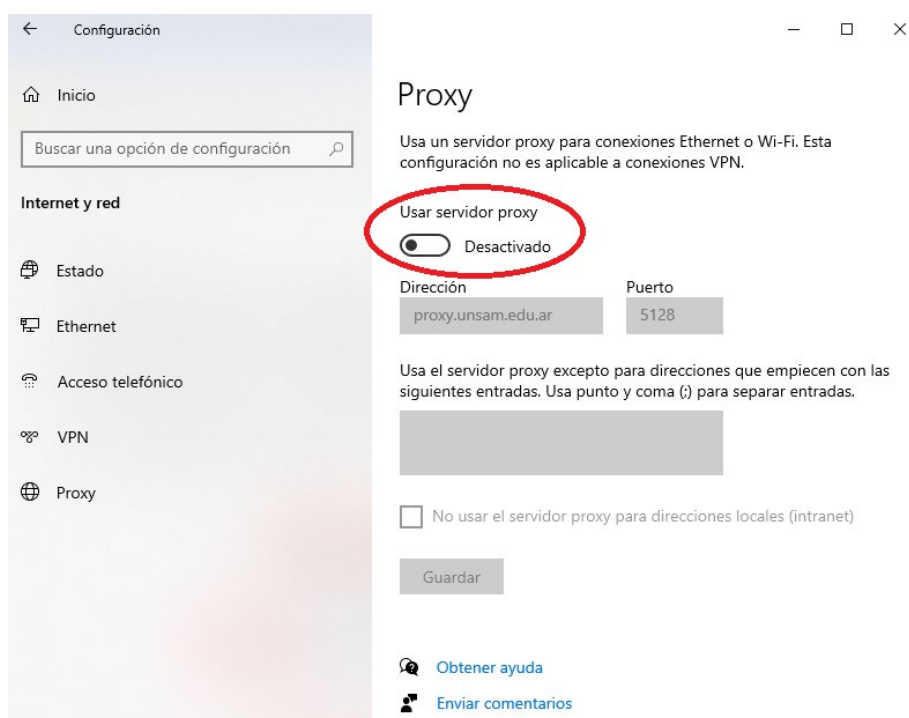 Configuración
Inicio
Buscar una opción de configuración
Internet y red
Estado
Ethernet
Acceso telefónico
VPN
Proxy
Proxy
Usa un servidor proxy para conexiones Ethernet o Wi-Fi. Esta
configuración no es aplicable a conexiones VPN.
Usar servidor proxy
Desactivado
Dirección Puerto
proxy.unsam.edu.ar 5128
Usa el servidor proxy excepto para direcciones que empiecen con las
siguientes entradas. Usa punto y coma (;) para separar entradas.
No usar el servidor proxy para direcciones locales (intranet)
Guardar
Obtener ayuda
Enviar comentarios